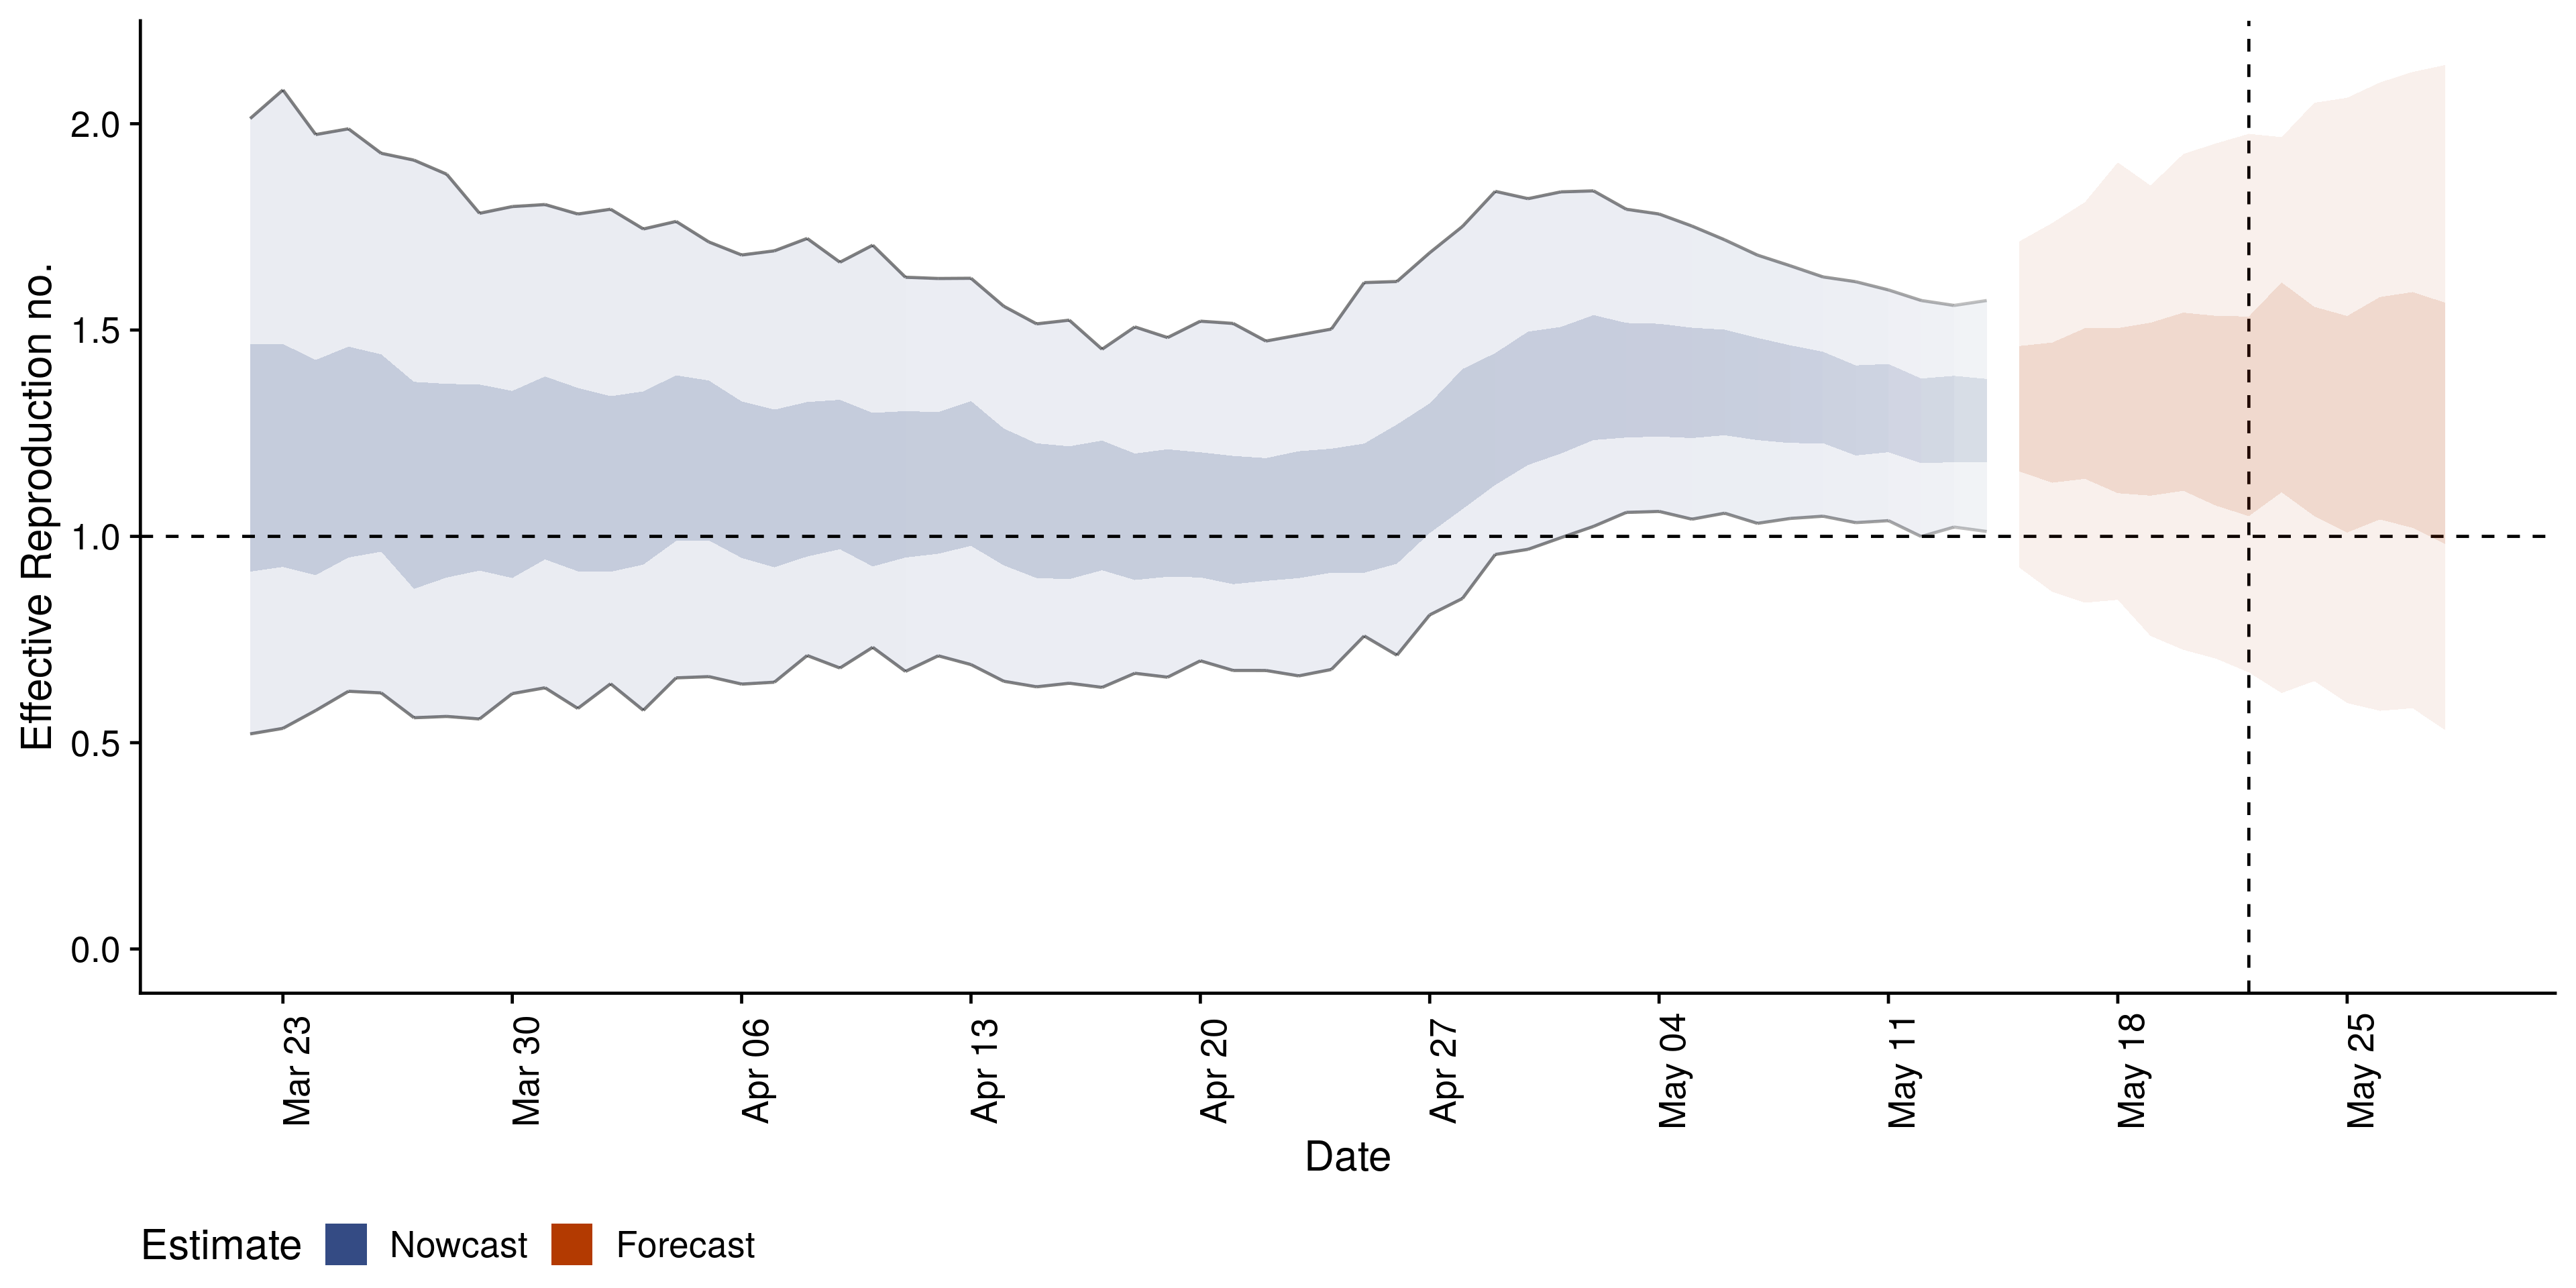 Effective Reproduction no.
2.0
1.5
1.0
0.5
0.0
Mar 23
Mar 30
Apr 06
Apr 13
Apr 20
Apr 27
May 04
May 11
May 18
May 25
Date
Estimate Nowcast Forecast